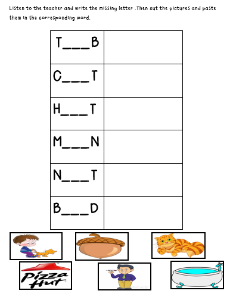 Listen to the teacher and write the missing letter .Then cut the pictures and paste
them in the corresponding word.
T___B
C___T
H___T
M___N
N___T
B___D
Pizza
Hut